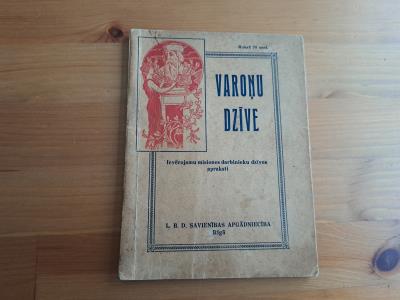 Maksā 70 sant.
VAROŅU
DZĪVE
Ievērojamu misiones darbinieku dzīves
apraksti
L. B. D. SAVIENĪBAS APGĀDNIECĪBA
Rīgā